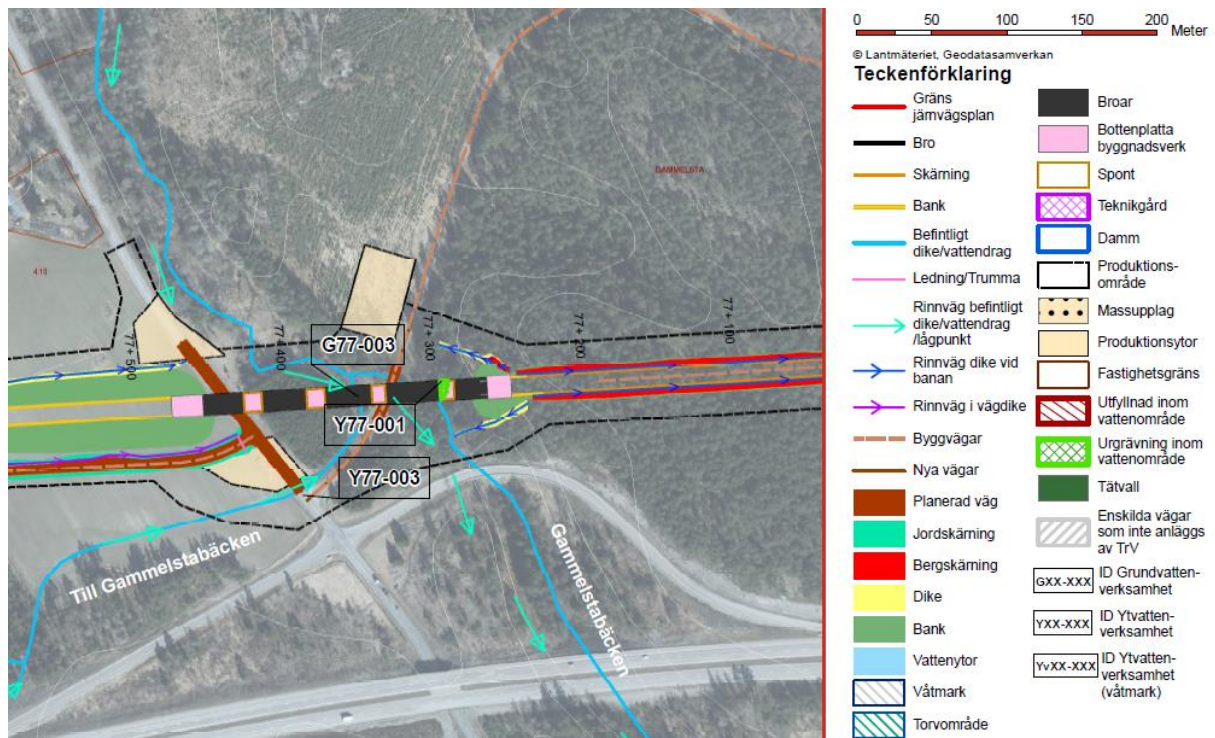 GAMMELSTA
4:18
77+ 500
77+ 400
77+ 300
77+ 200
77+ 100
G77-003
Y77-001
Y77-003
Till Gammelstabäcken
Gammelstabäcken
0 50 100 150 200
Meter
© Lantmäteriet, Geodatasamverkan
Teckenförklaring
Gräns
järnvägsplan
Bro
Skärning
Bank
Befintligt
dike/vattendrag
Ledning/Trumma
Rinnväg befintligt
dike/vattendrag
/lågpunkt
Rinnväg dike vid
banan
Rinnväg i vägdike
Byggvägar
Nya vägar
Planerad väg
Jordskärning
Bergskärning
Dike
Bank
Vattenytor
Våtmark
Torvområde
Broar
Bottenplatta
byggnadsverk
Spont
Teknikgård
Damm
Produktions-
område
Massupplag
Produktionsytor
Fastighetsgräns
Utfyllnad inom
vattenområde
Urgrävning inom
vattenområde
Tätvall
Enskilda vägar
som inte anläggs
av TrV
GXX-XXX
ID Grundvatten-
verksamhet
YXX-XXX
ID Ytvatten-
verksamhet
YvXX-XXX
ID Ytvatten-
verksamhet
(våtmark)